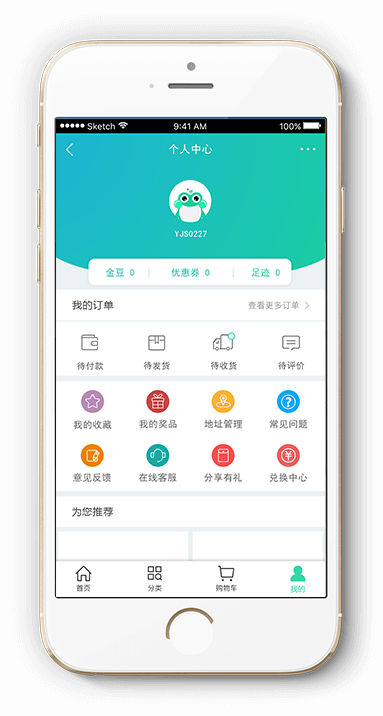 Sketch 9:41 AM 100%
个人中心
YJS0227
金豆 0 优惠券 0 足迹 0
我的订单 查看更多订单
待付款 待发货 待收货 待评价
我的收藏 我的奖品 地址管理 常见问题
意见反馈 在线客服 分享有礼 兑换中心
为您推荐
首页 分类 购物车 我的